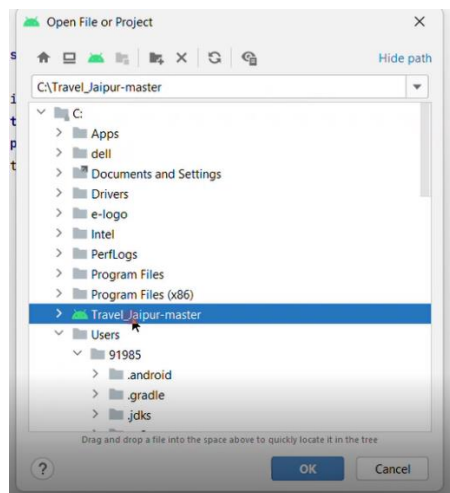 Open File or Project
Hide path
C:\Travel_Jaipur-master
C:
Apps
dell
Documents and Settings
Drivers
e-logo
Intel
PerfLogs
Program Files
Program Files (x86)
Travel_Jaipur-master
Users
91985
.android
.gradle
.jdks
Drag and drop a file into the space above to quickly locate it in the tree
?
OK
Cancel